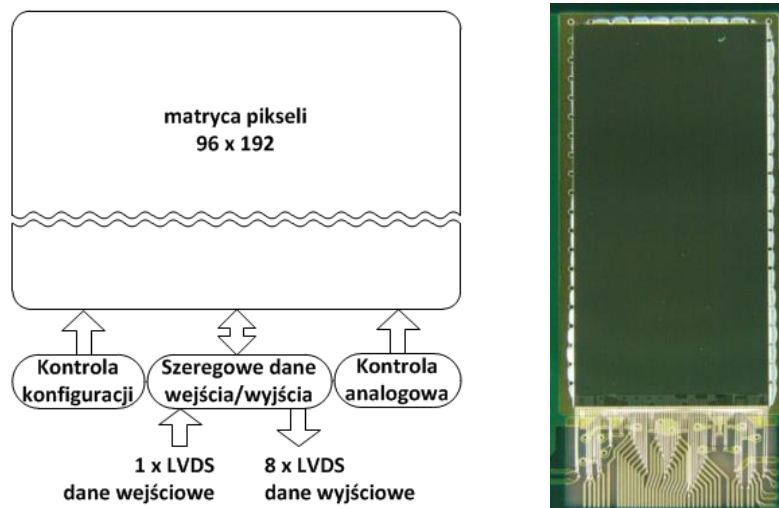 matryca pikseli
96 x 192
Kontrola
konfiguracji
Szeregowe dane
wejścia/wyjścia
Kontrola
analogowa
1 x LVDS
dane wejściowe
8 x LVDS
dane wyjściowe